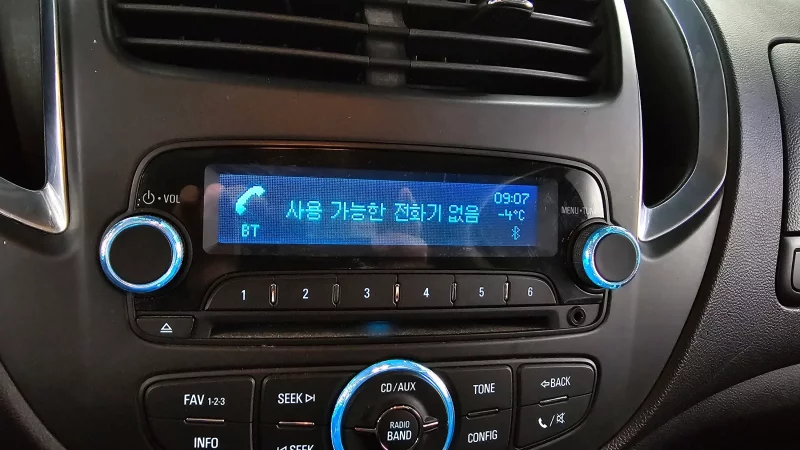 09:07
사용 가능한 전화기 없음
-4°C
BT
VOL
MENU
1 2 3 4 5 6
CD/AUX
FAV 1-2-3
SEEK
TONE
BACK
RADIO
BAND
INFO
SEEK
CONFIG